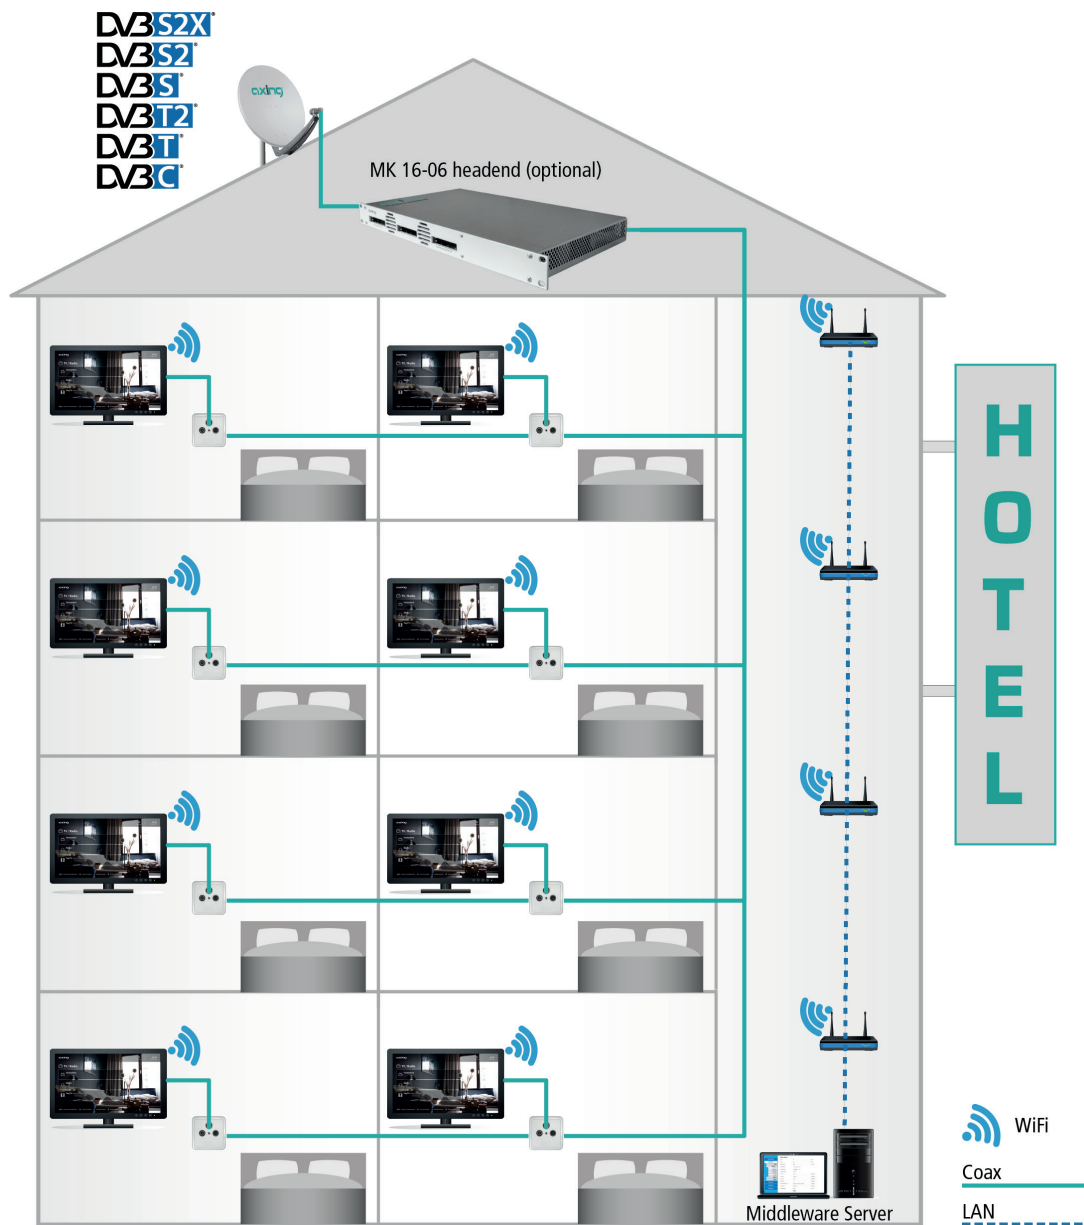 DVB S2X
DVB S2
DVB S
DVB T2
DVB T
DVB C
axing
MK 16-06 headend (optional)
HOTEL
WiFi
Coax
LAN
Middleware Server